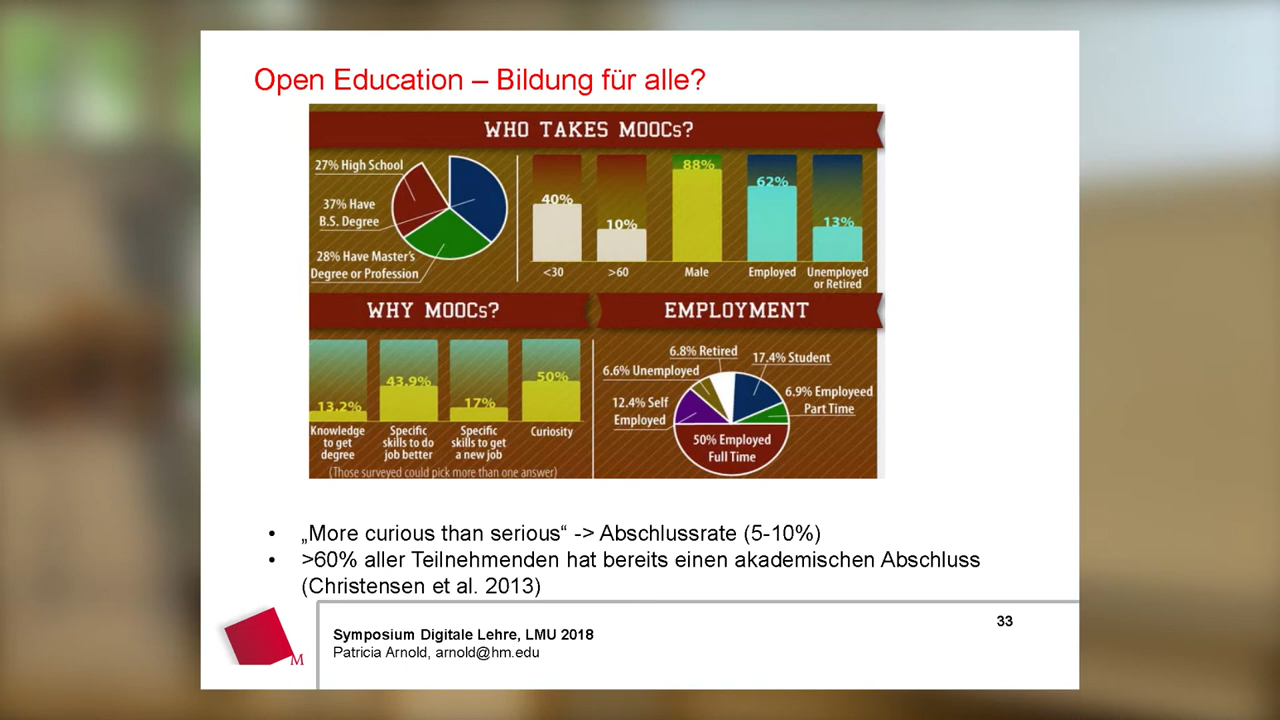 Open Education – Bildung für alle?
WHO TAKES MOOCs?
27% High School
37% Have
B.S. Degree
28% Have Master's
Degree or Profession
40%
10%
88%
62%
13%
<30
>60
Male
Employed
Unemployed
or Retired
WHY MOOCs?
13.2%
43.9%
17%
50%
Knowledge
to get
degree
Specific
skills to do
job better
Specific
skills to get
a new job
Curiosity
(Those surveyed could pick more than one answer)
EMPLOYMENT
6.8% Retired
17.4% Student
6.6% Unemployed
6.9% Employeed
Part Time
12.4% Self
Employed
50% Employed
Full Time
• „More curious than serious“ -> Abschlussrate (5-10%)
• >60% aller Teilnehmenden hat bereits einen akademischen Abschluss
(Christensen et al. 2013)
33
Symposium Digitale Lehre, LMU 2018
Patricia Arnold, arnold@hm.edu
M